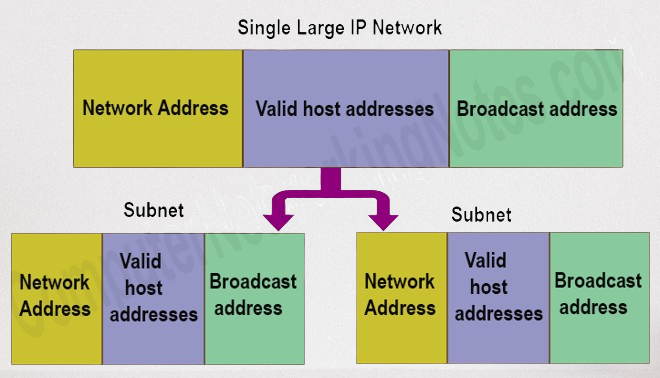 Single Large IP Network
Network Address
Valid host addresses
Broadcast address
Subnet
Subnet
Network
Address
Valid
host
addresses
Broadcast
address
Network
Address
Valid
host
addresses
Broadcast
address
ComputerNetworkingNotes.com